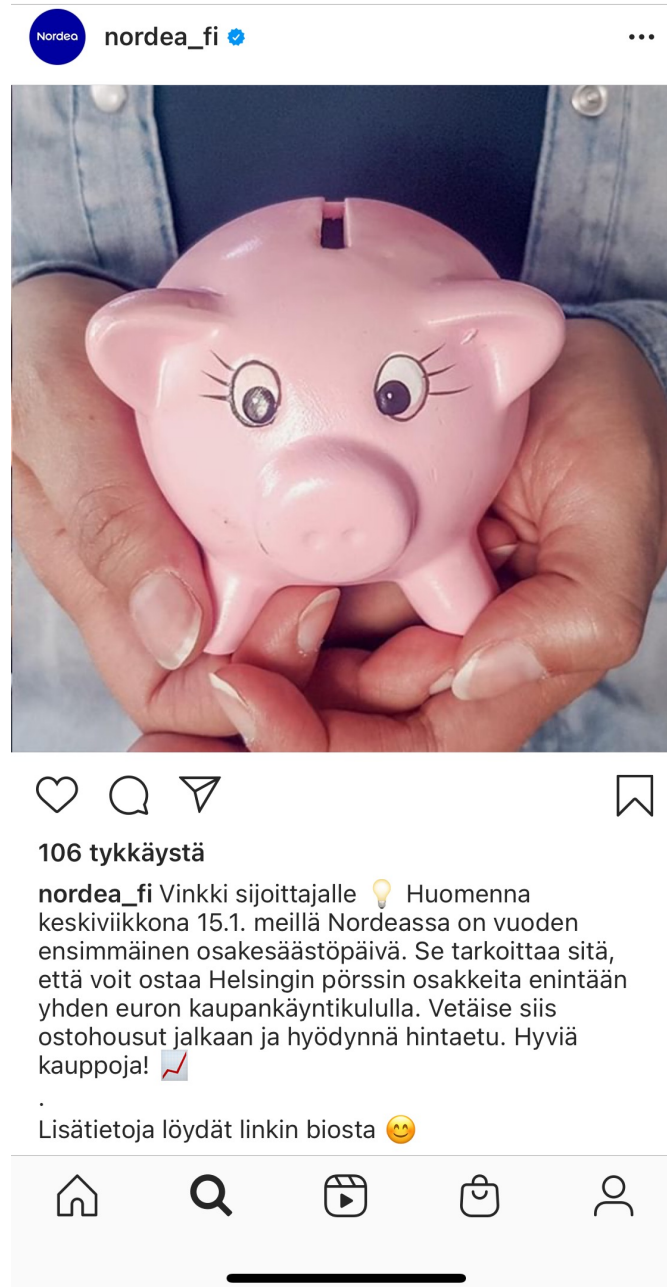 Nordea
nordea_fi
106 tykkäystä
nordea_fi Vinkki sijoittajalle 💡 Huomenna
keskiviikkona 15.1. meillä Nordeassa on vuoden
ensimmäinen osakesäästöpäivä. Se tarkoittaa sitä,
että voit ostaa Helsingin pörssin osakkeita enintään
yhden euron kaupankäyntikululla. Vetäise siis
ostohousut jalkaan ja hyödynnä hintaetu. Hyviä
kauppoja! 📈
.
Lisätietoja löydät linkin biosta 😊